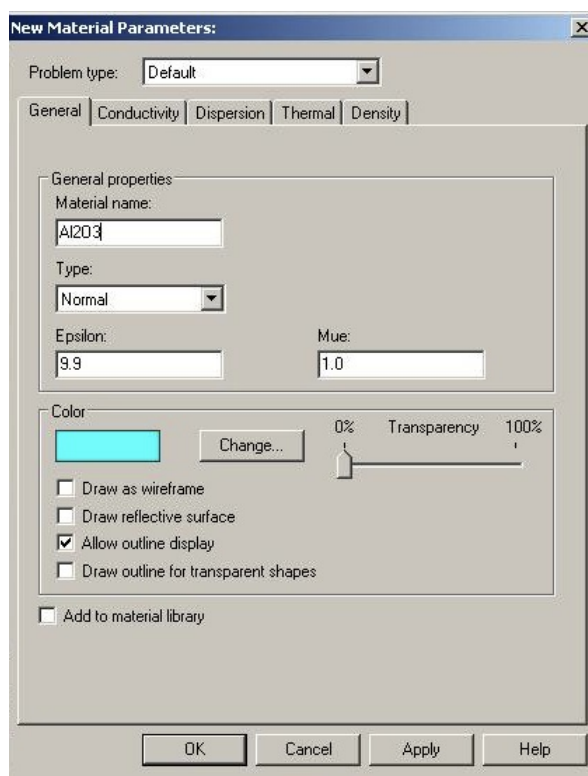 New Material Parameters:
Problem type: Default
General Conductivity Dispersion Thermal Density
General properties
Material name:
Al2O3
Type:
Normal
Epsilon: Mue:
9.9 1.0
Color
0% Transparency 100%
Change...
Draw as wireframe
Draw reflective surface
Allow outline display
Draw outline for transparent shapes
Add to material library
OK Cancel Apply Help